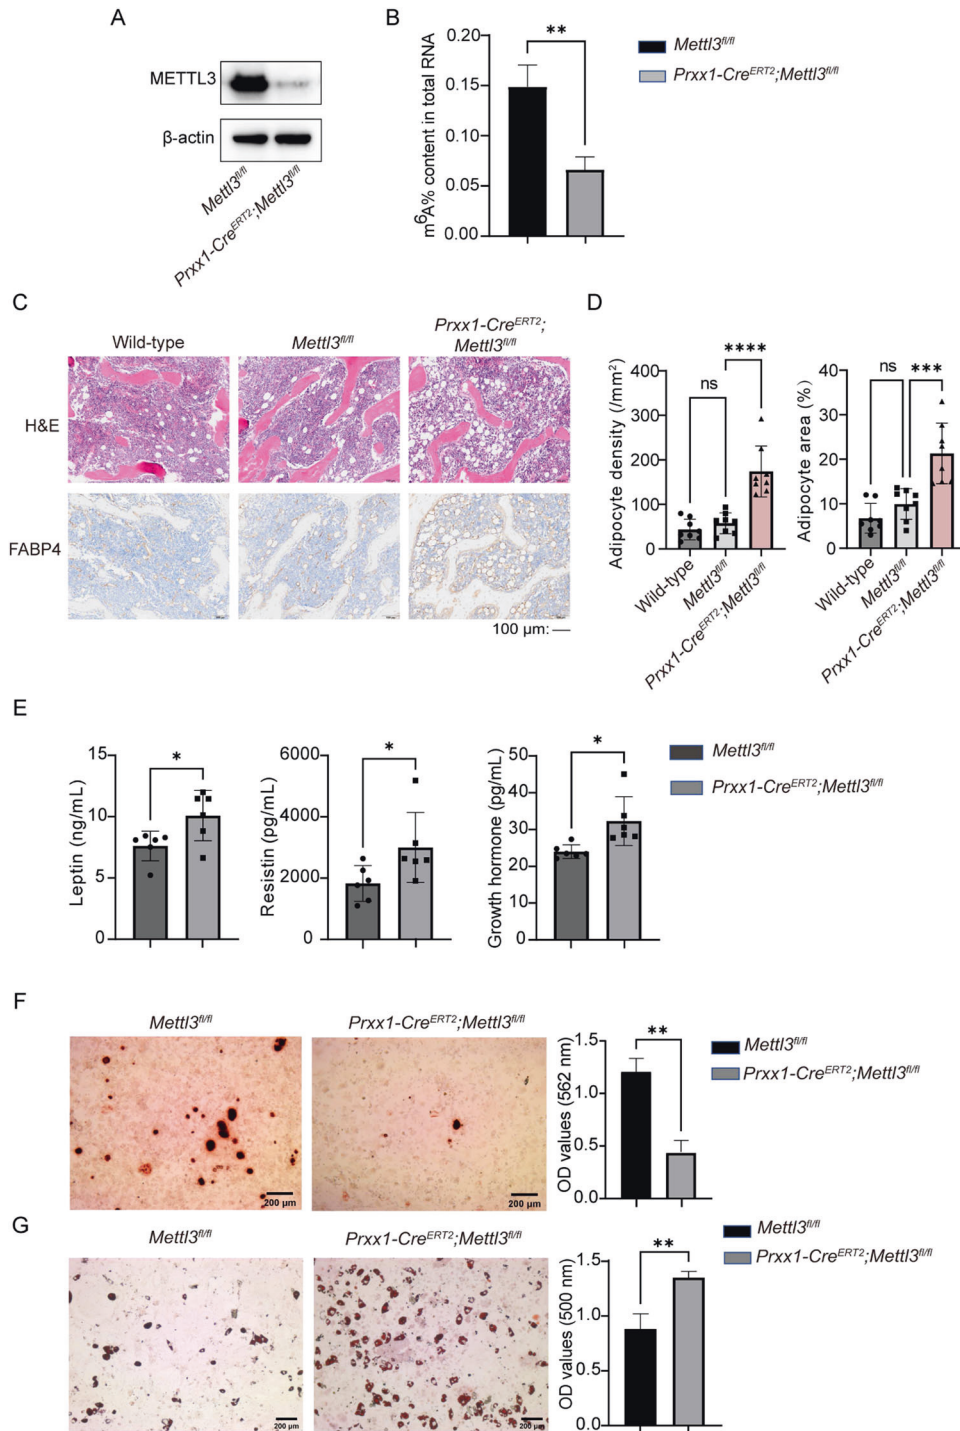 A
METTL3
β-actin
Mettl3fl/fl
Prxx1-CreERT2;Mettl3fl/fl
B
m6A% content in total RNA
0.20
0.15
0.10
0.05
0.00
**
Mettl3fl/fl
Prxx1-CreERT2;Mettl3fl/fl
C
Wild-type
Mettl3fl/fl
Prxx1-CreERT2;
Mettl3fl/fl
H&E
FABP4
100 µm:
D
Adipocyte density (/mm2)
400
300
200
100
0
ns
****
Wild-type
Mettl3fl/fl
Prxx1-CreERT2;Mettl3fl/fl
Adipocyte area (%)
40
30
20
10
0
ns
***
Wild-type
Mettl3fl/fl
Prxx1-CreERT2;Mettl3fl/fl
E
Leptin (ng/mL)
15
10
5
0
*
Resistin (pg/mL)
6000
4000
2000
0
*
Growth hormone (pg/mL)
50
40
30
20
10
0
*
Mettl3fl/fl
Prxx1-CreERT2;Mettl3fl/fl
F
Mettl3fl/fl
Prxx1-CreERT2;Mettl3fl/fl
200 µm
200 µm
OD values (562 nm)
1.5
1.0
0.5
0.0
**
Mettl3fl/fl
Prxx1-CreERT2;Mettl3fl/fl
G
Mettl3fl/fl
Prxx1-CreERT2;Mettl3fl/fl
200 µm
200 µm
OD values (500 nm)
1.5
1.0
0.5
0.0
**
Mettl3fl/fl
Prxx1-CreERT2;Mettl3fl/fl